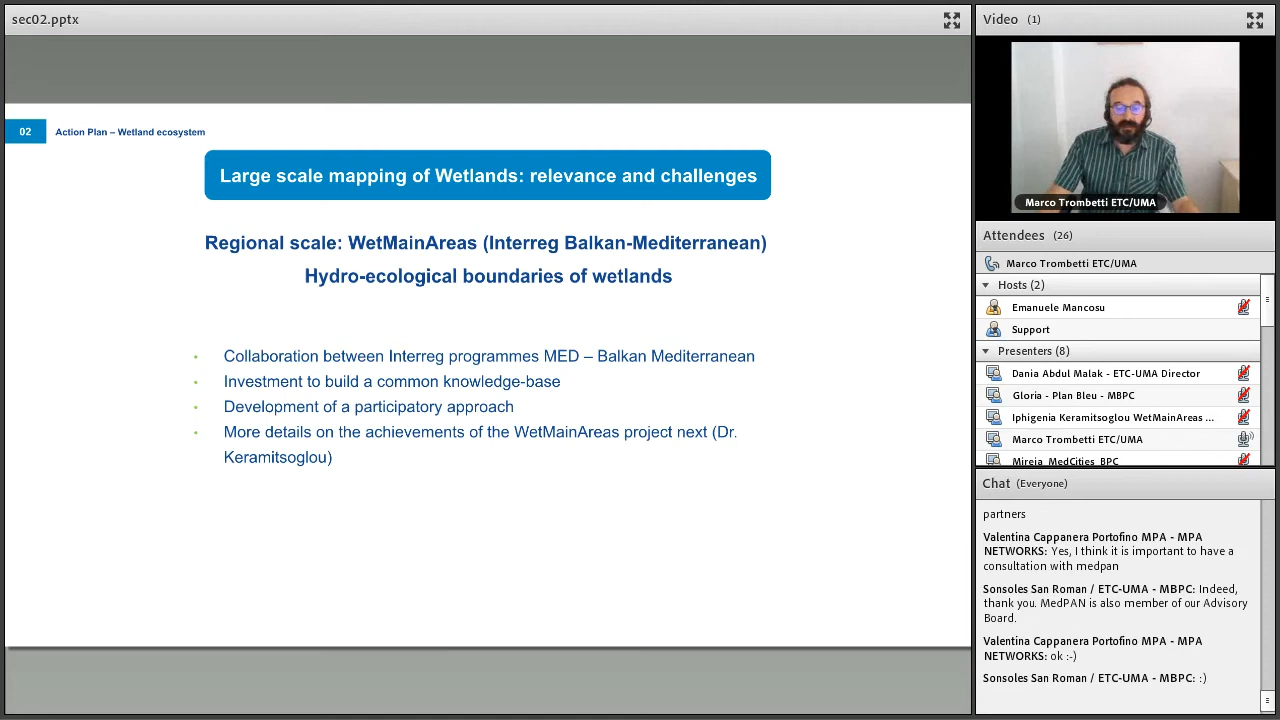 sec02.pptx
02
Action Plan – Wetland ecosystem
Large scale mapping of Wetlands: relevance and challenges
Regional scale: WetMainAreas (Interreg Balkan-Mediterranean)
Hydro-ecological boundaries of wetlands
• Collaboration between Interreg programmes MED – Balkan Mediterranean
• Investment to build a common knowledge-base
• Development of a participatory approach
• More details on the achievements of the WetMainAreas project next (Dr.
Keramitsoglou)
Video (1)
Marco Trombetti ETC/UMA
Attendees (26)
Marco Trombetti ETC/UMA
Hosts (2)
Emanuele Mancosu
Support
Presenters (8)
Dania Abdul Malak - ETC-UMA Director
Gloria - Plan Bleu - MBPC
Iphigenia Keramitsoglou WetMainAreas ...
Marco Trombetti ETC/UMA
Mireia_MedCities_BPC
Chat (Everyone)
partners
Valentina Cappanera Portofino MPA - MPA
NETWORKS: Yes, I think it is important to have a
consultation with medpan
Sonsoles San Roman / ETC-UMA - MBPC: Indeed,
thank you. MedPAN is also member of our Advisory
Board.
Valentina Cappanera Portofino MPA - MPA
NETWORKS: ok :-)
Sonsoles San Roman / ETC-UMA - MBPC: :)